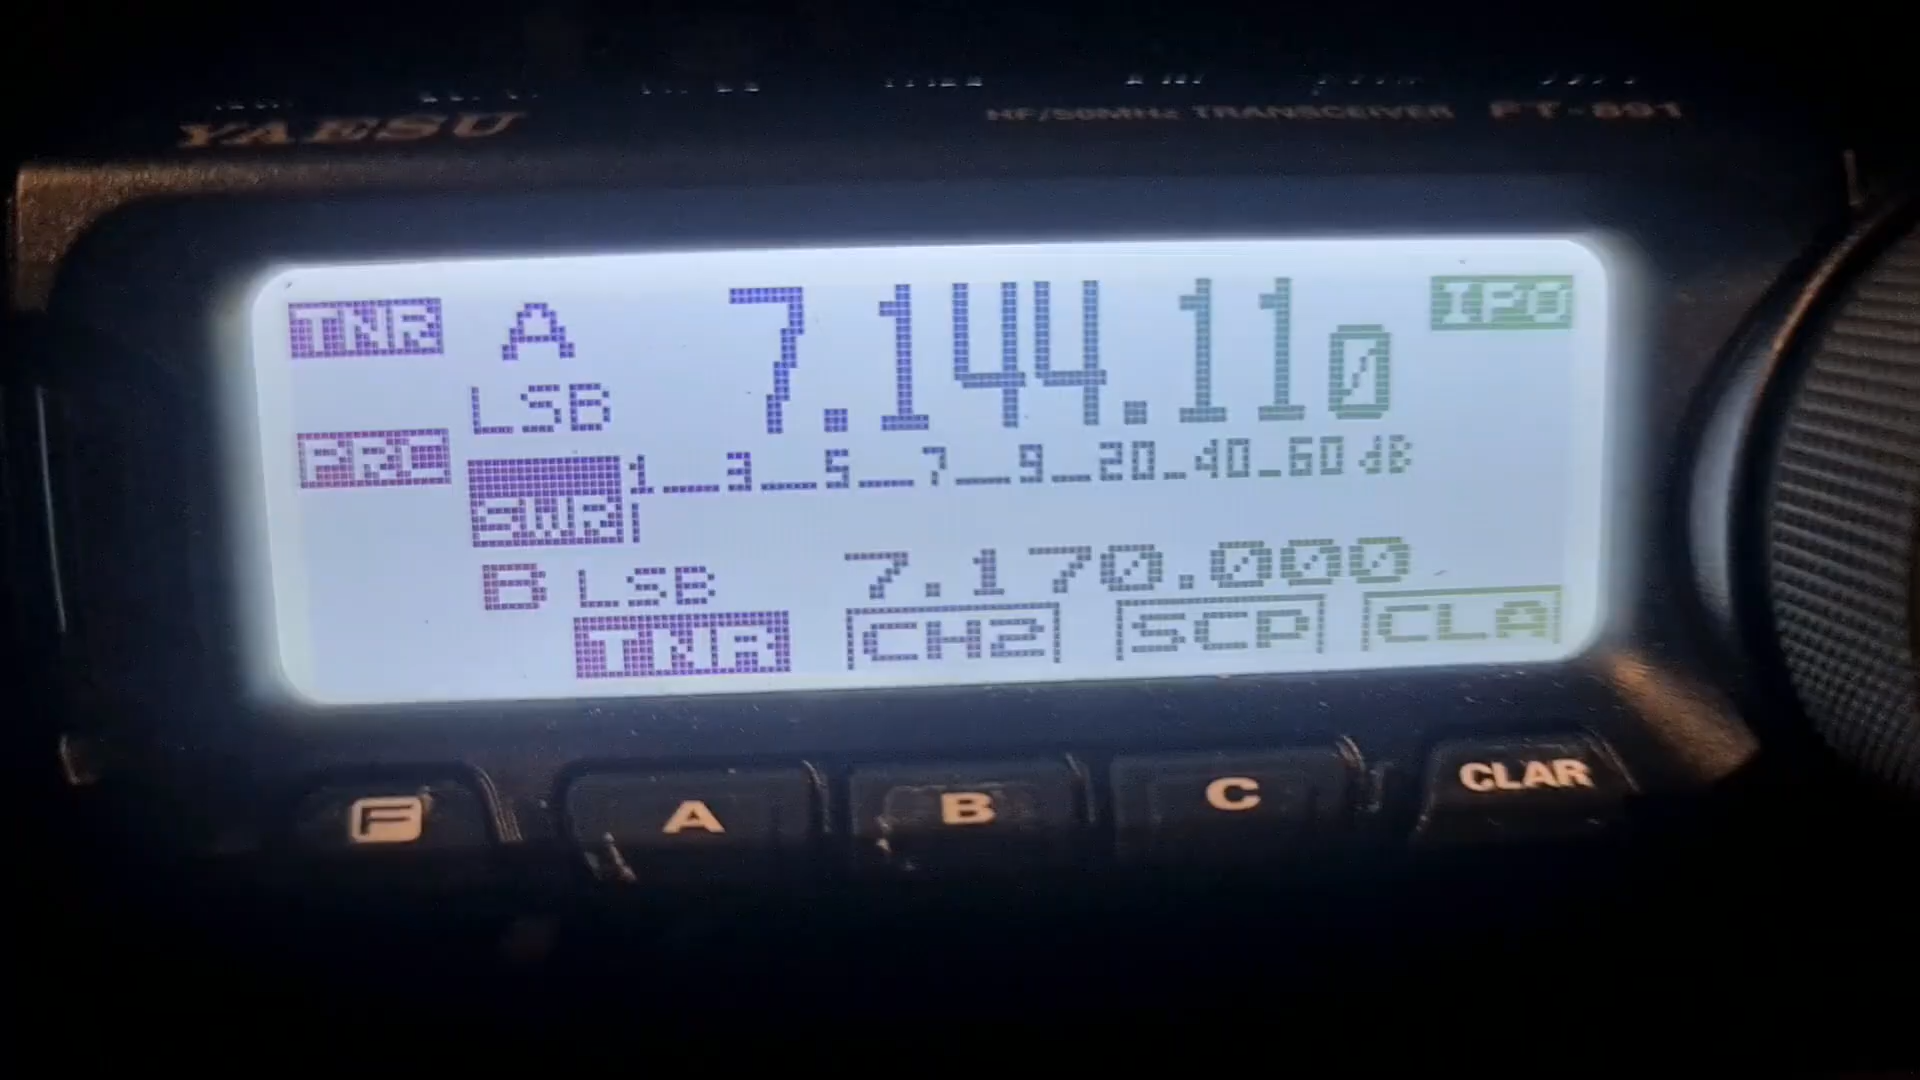 YAESU HF/50MHz TRANSCEIVER FT-891
TNR A 7.144.110 IPO
LSB
PRC 1 3 5 7 9 20 40 60 dB
SWR
B LSB 7.170.000
TNR CH2 SCP CLA
F A B C CLAR